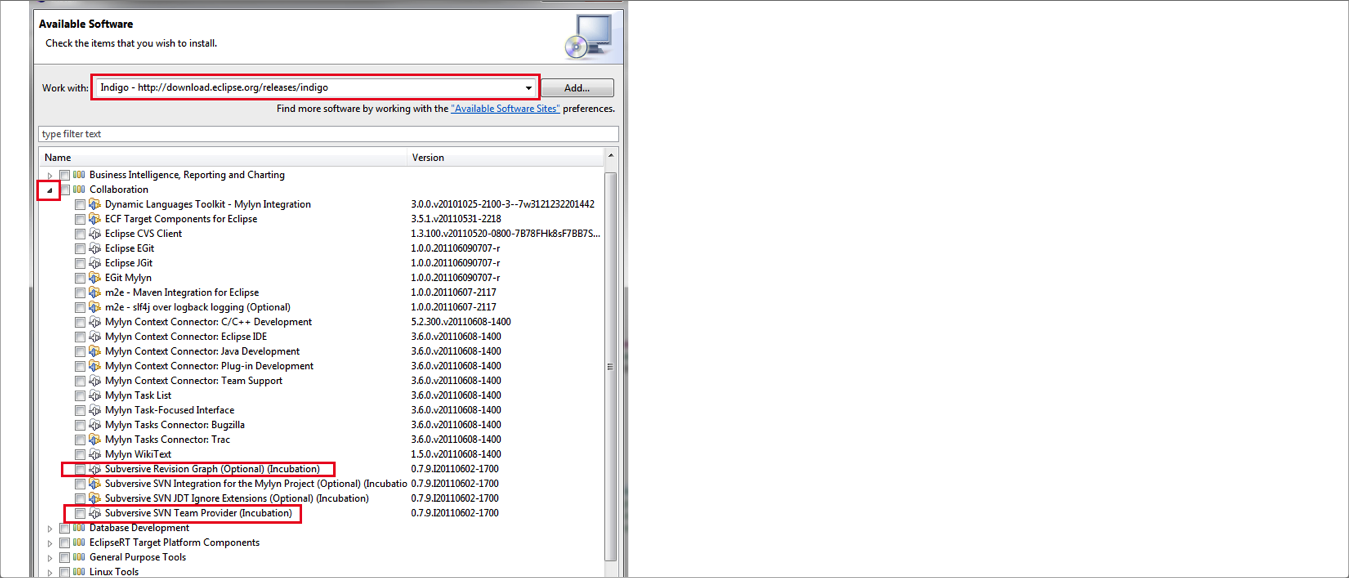 Available Software
Check the items that you wish to install.
Work with: Indigo - http://download.eclipse.org/releases/indigo Add...
Find more software by working with the "Available Software Sites" preferences.
type filter text
Name Version
Business Intelligence, Reporting and Charting
Collaboration
Dynamic Languages Toolkit - Mylyn Integration 3.0.0.v20101025-2100-3--7w3121232201442
ECF Target Components for Eclipse 3.5.1.v20110531-2218
Eclipse CVS Client 1.3.100.v20110520-0800-7B78FHk8sF7BB7S...
Eclipse EGit 1.0.0.201106090707-r
Eclipse JGit 1.0.0.201106090707-r
EGit Mylyn 1.0.0.201106090707-r
m2e - Maven Integration for Eclipse 1.0.0.20110607-2117
m2e - slf4j over logback logging (Optional) 1.0.0.20110607-2117
Mylyn Context Connector: C/C++ Development 5.2.300.v20110608-1400
Mylyn Context Connector: Eclipse IDE 3.6.0.v20110608-1400
Mylyn Context Connector: Java Development 3.6.0.v20110608-1400
Mylyn Context Connector: Plug-in Development 3.6.0.v20110608-1400
Mylyn Context Connector: Team Support 3.6.0.v20110608-1400
Mylyn Task List 3.6.0.v20110608-1400
Mylyn Task-Focused Interface 3.6.0.v20110608-1400
Mylyn Tasks Connector: Bugzilla 3.6.0.v20110608-1400
Mylyn Tasks Connector: Trac 3.6.0.v20110608-1400
Mylyn WikiText 1.5.0.v20110608-1400
Subversive Revision Graph (Optional) (Incubation) 0.7.9.I20110602-1700
Subversive SVN Integration for the Mylyn Project (Optional) (Incubatio 0.7.9.I20110602-1700
Subversive SVN JDT Ignore Extensions (Optional) (Incubation) 0.7.9.I20110602-1700
Subversive SVN Team Provider (Incubation) 0.7.9.I20110602-1700
Database Development
EclipseRT Target Platform Components
General Purpose Tools
Linux Tools